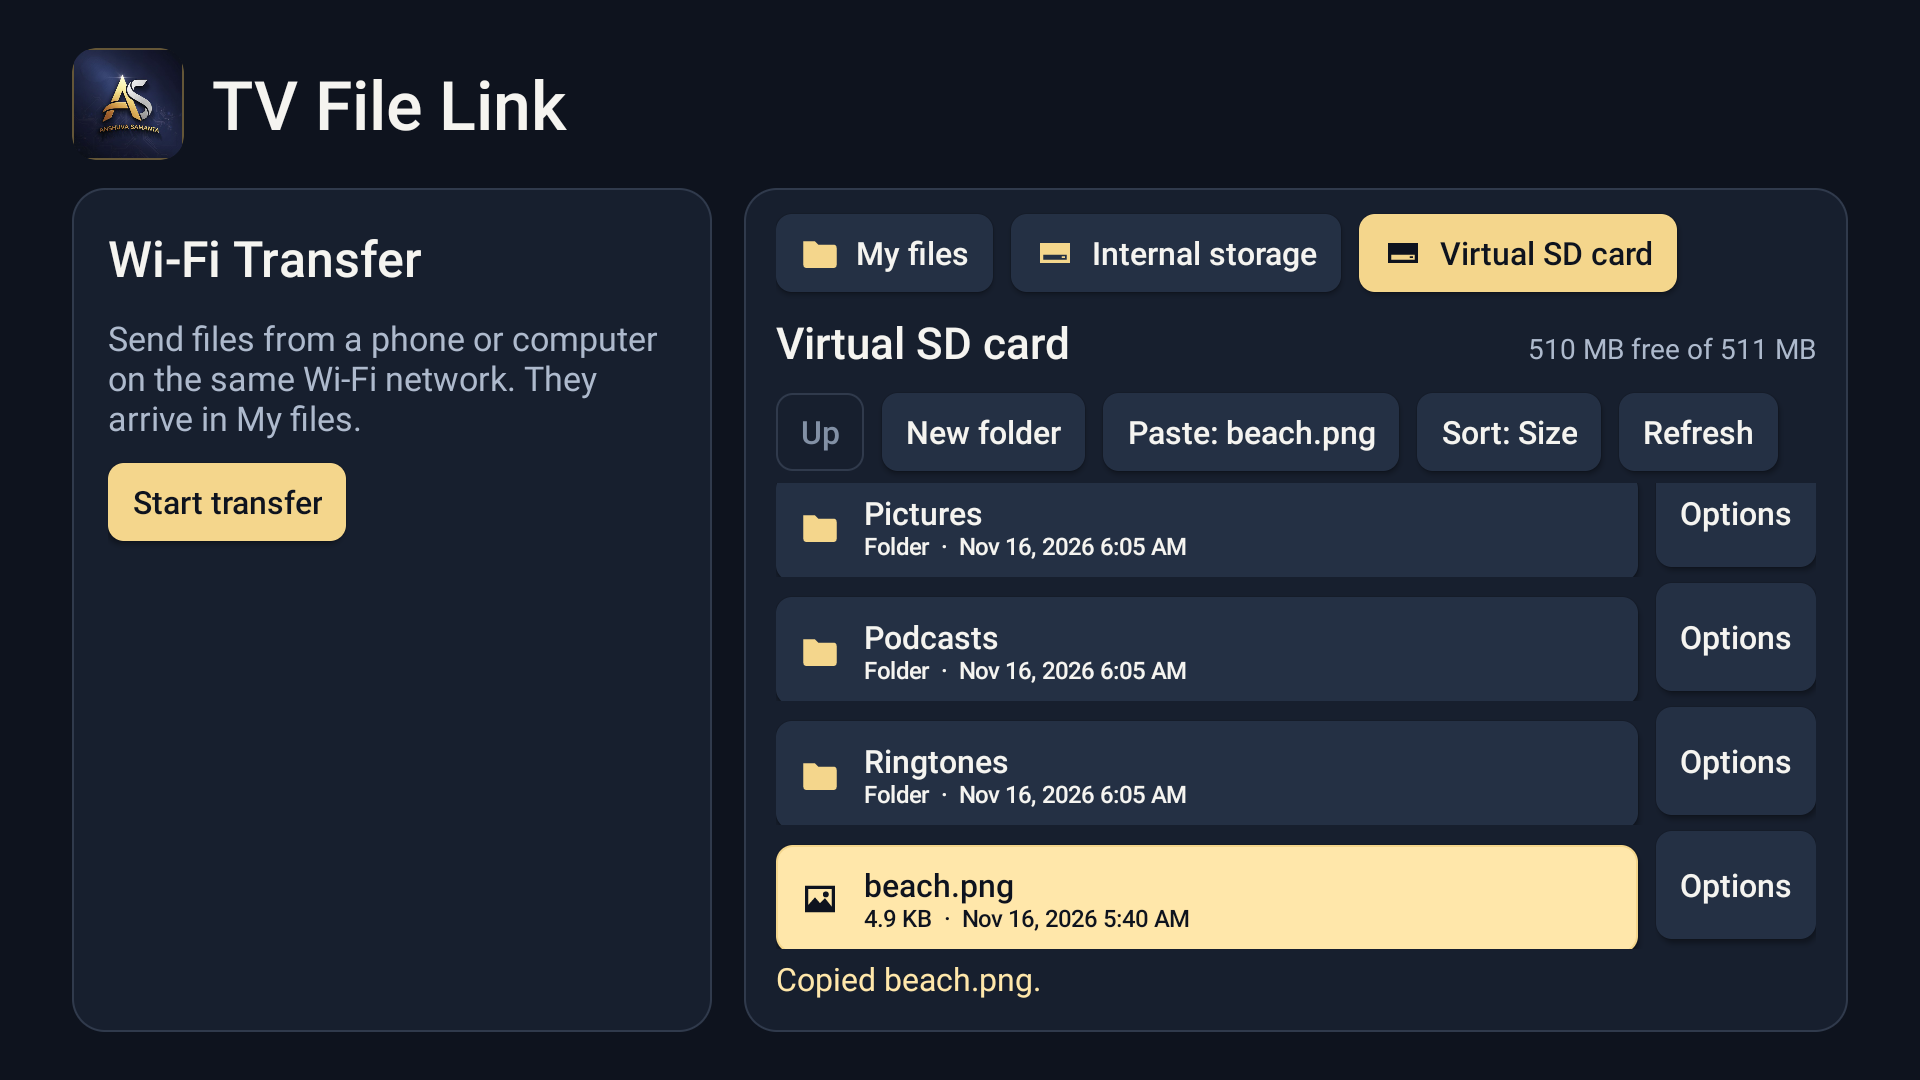 AS
ANSHUVA SAMANTA
TV File Link
Wi-Fi Transfer
Send files from a phone or computer
on the same Wi-Fi network. They
arrive in My files.
Start transfer
My files
Internal storage
Virtual SD card
Virtual SD card
510 MB free of 511 MB
Up
New folder
Paste: beach.png
Sort: Size
Refresh
Pictures
Folder · Nov 16, 2026 6:05 AM
Options
Podcasts
Folder · Nov 16, 2026 6:05 AM
Options
Ringtones
Folder · Nov 16, 2026 6:05 AM
Options
beach.png
4.9 KB · Nov 16, 2026 5:40 AM
Options
Copied beach.png.